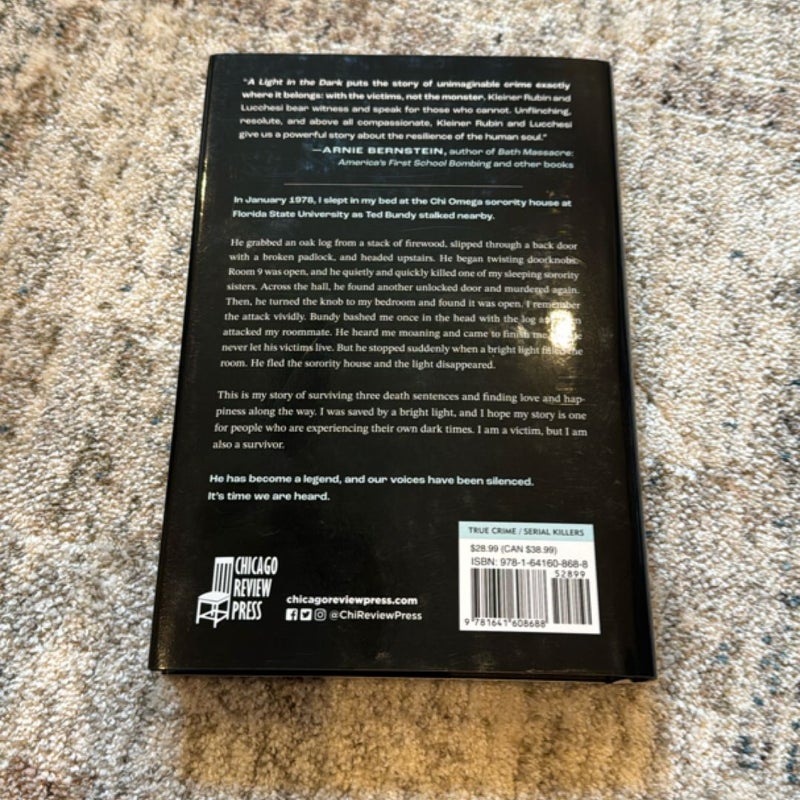 "A Light in the Dark puts the story of unimaginable crime exactly
where it belongs: with the victims, not the monster. Kleiner Rubin and
Lucchesi bear witness and speak for those who cannot. Unflinching,
resolute, and above all compassionate, Kleiner Rubin and Lucchesi
give us a powerful story about the resilience of the human soul."
—ARNIE BERNSTEIN, author of Bath Massacre:
America's First School Bombing and other books
In January 1978, I slept in my bed at the Chi Omega sorority house at
Florida State University as Ted Bundy stalked nearby.
He grabbed an oak log from a stack of firewood, slipped through a back door
with a broken padlock, and headed upstairs. He began twisting doorknobs.
Room 9 was open, and he quietly and quickly killed one of my sleeping sorority
sisters. Across the hall, he found another unlocked door and murdered again.
Then, he turned the knob to my bedroom and found it was open. I remember
the attack vividly. Bundy bashed me once in the head with the log
attacked my roommate. He heard me moaning and came to finish me.
never let his victims live. But he stopped suddenly when a bright light filled the
room. He fled the sorority house and the light disappeared.
This is my story of surviving three death sentences and finding love and hap-
piness along the way. I was saved by a bright light, and I hope my story is one
for people who are experiencing their own dark times. I am a victim, but I am
also a survivor.
He has become a legend, and our voices have been silenced.
It's time we are heard.
TRUE CRIME / SERIAL KILLERS
$28.99 (CAN $38.99)
ISBN: 978-1-64160-868-8
52899
9 781641 608688
CHICAGO
REVIEW
PRESS
chicagoreviewpress.com
@ChiReviewPress